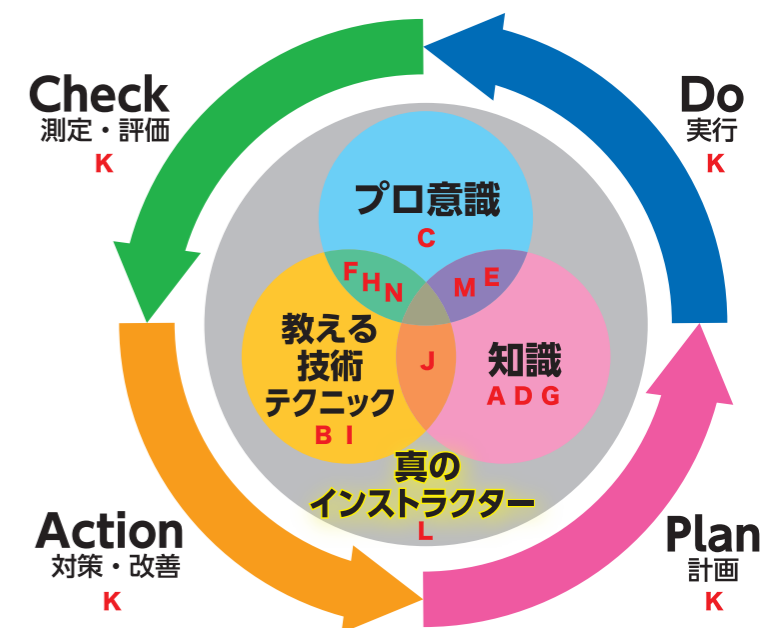 Check
測定・評価
K
Do
実行
K
プロ意識
C
F H N
M E
教える
技術
テクニック
B I
J
知識
A D G
真の
インストラクター
L
Action
対策・改善
K
Plan
計画
K